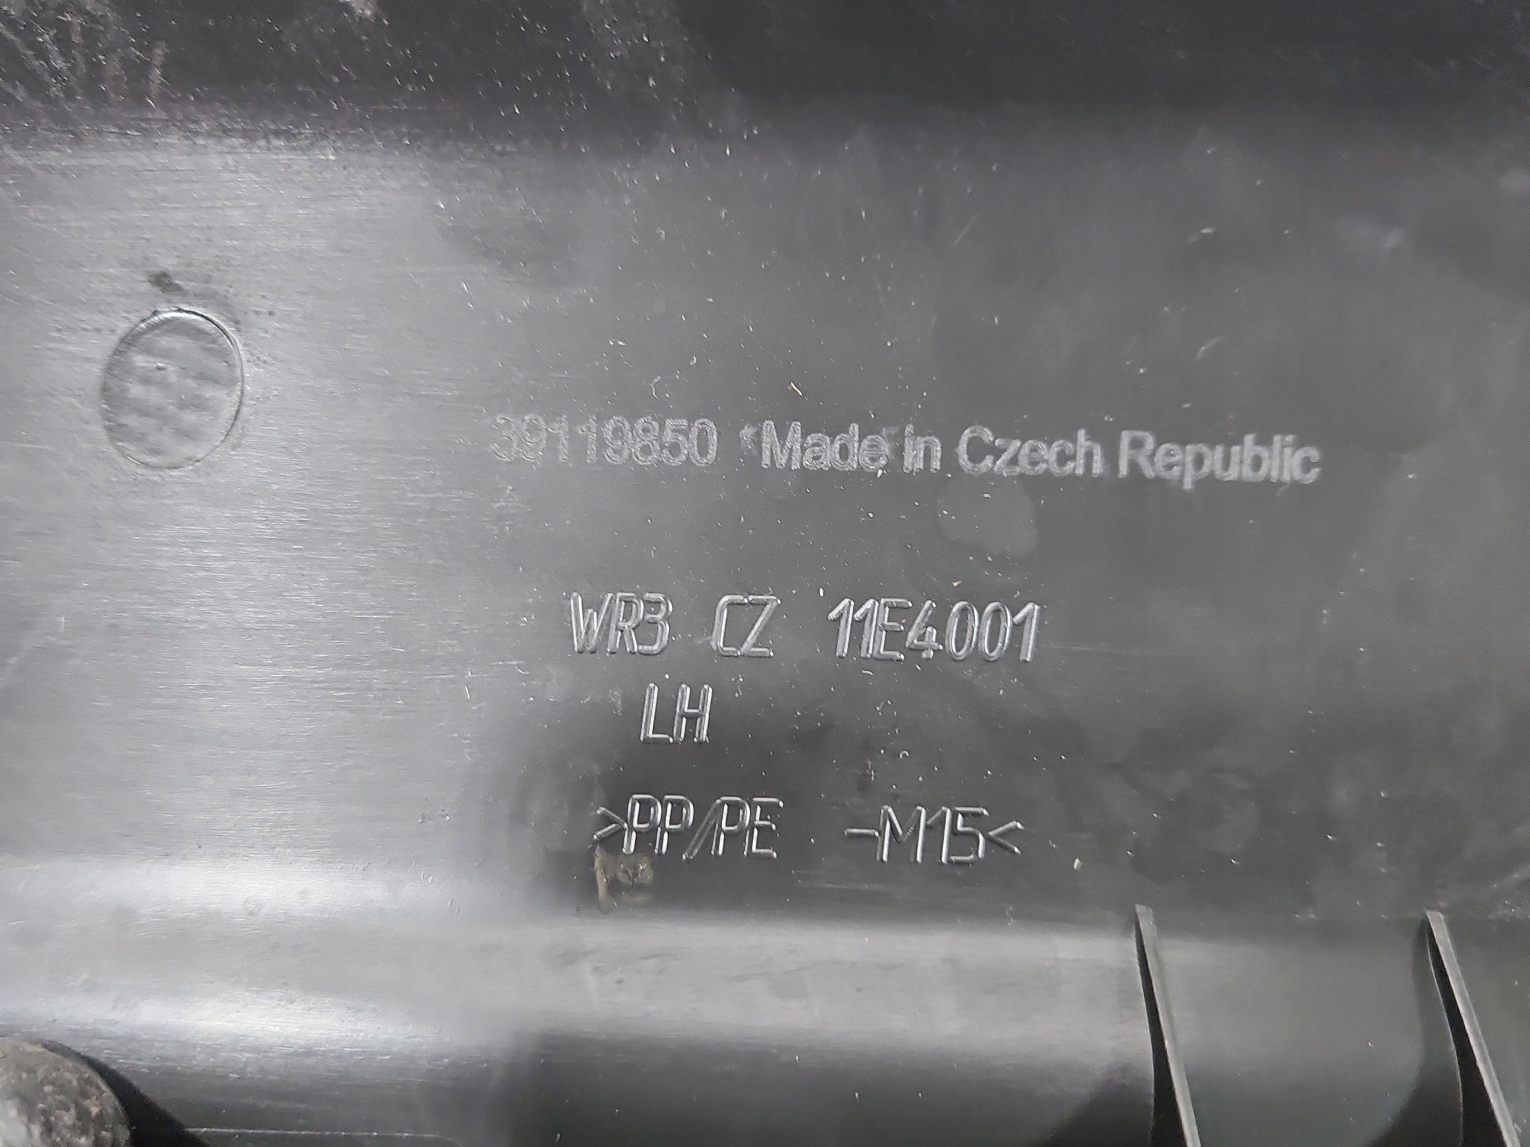 39119850 Made in Czech Republic
WR3 CZ 11E4001
LH
>PP/PE -M15<